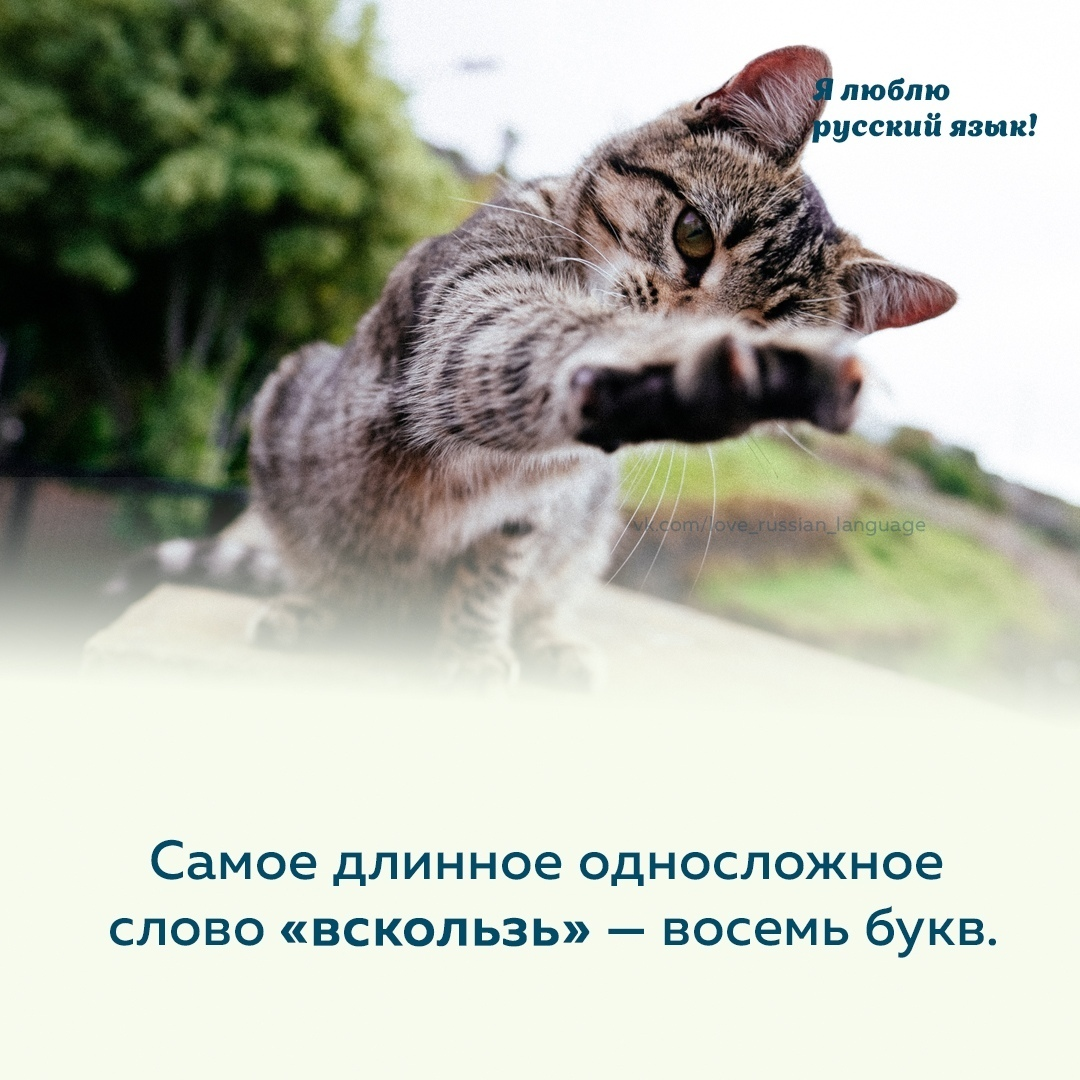 Я люблю
русский язык!
vk.com/love_russian_language
Самое длинное односложное
слово «вскользь» — восемь букв.